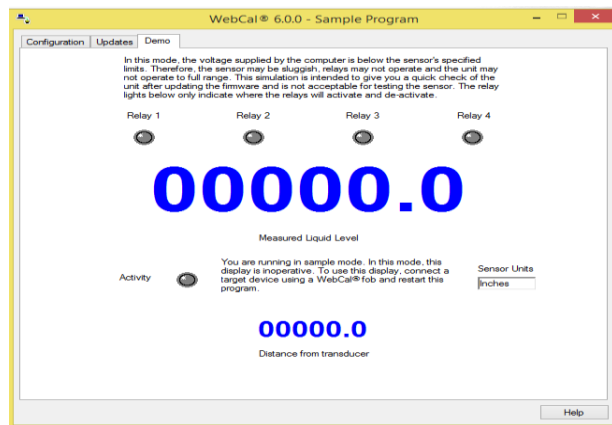 WebCal® 6.0.0 - Sample Program
Configuration Updates Demo
In this mode, the voltage supplied by the computer is below the sensor's specified
limits. Therefore, the sensor may be sluggish, relays may not operate and the unit may
not operate to full range. This simulation is intended to give you a quick check of the
unit after updating the firmware and is not acceptable for testing the sensor. The relay
lights below only indicate where the relays will activate and de-activate.
Relay 1 Relay 2 Relay 3 Relay 4
00000.0
Measured Liquid Level
Activity
You are running in sample mode. In this mode, this
display is inoperative. To use this display, connect a
target device using a WebCal® fob and restart this
program.
Sensor Units
Inches
00000.0
Distance from transducer
Help